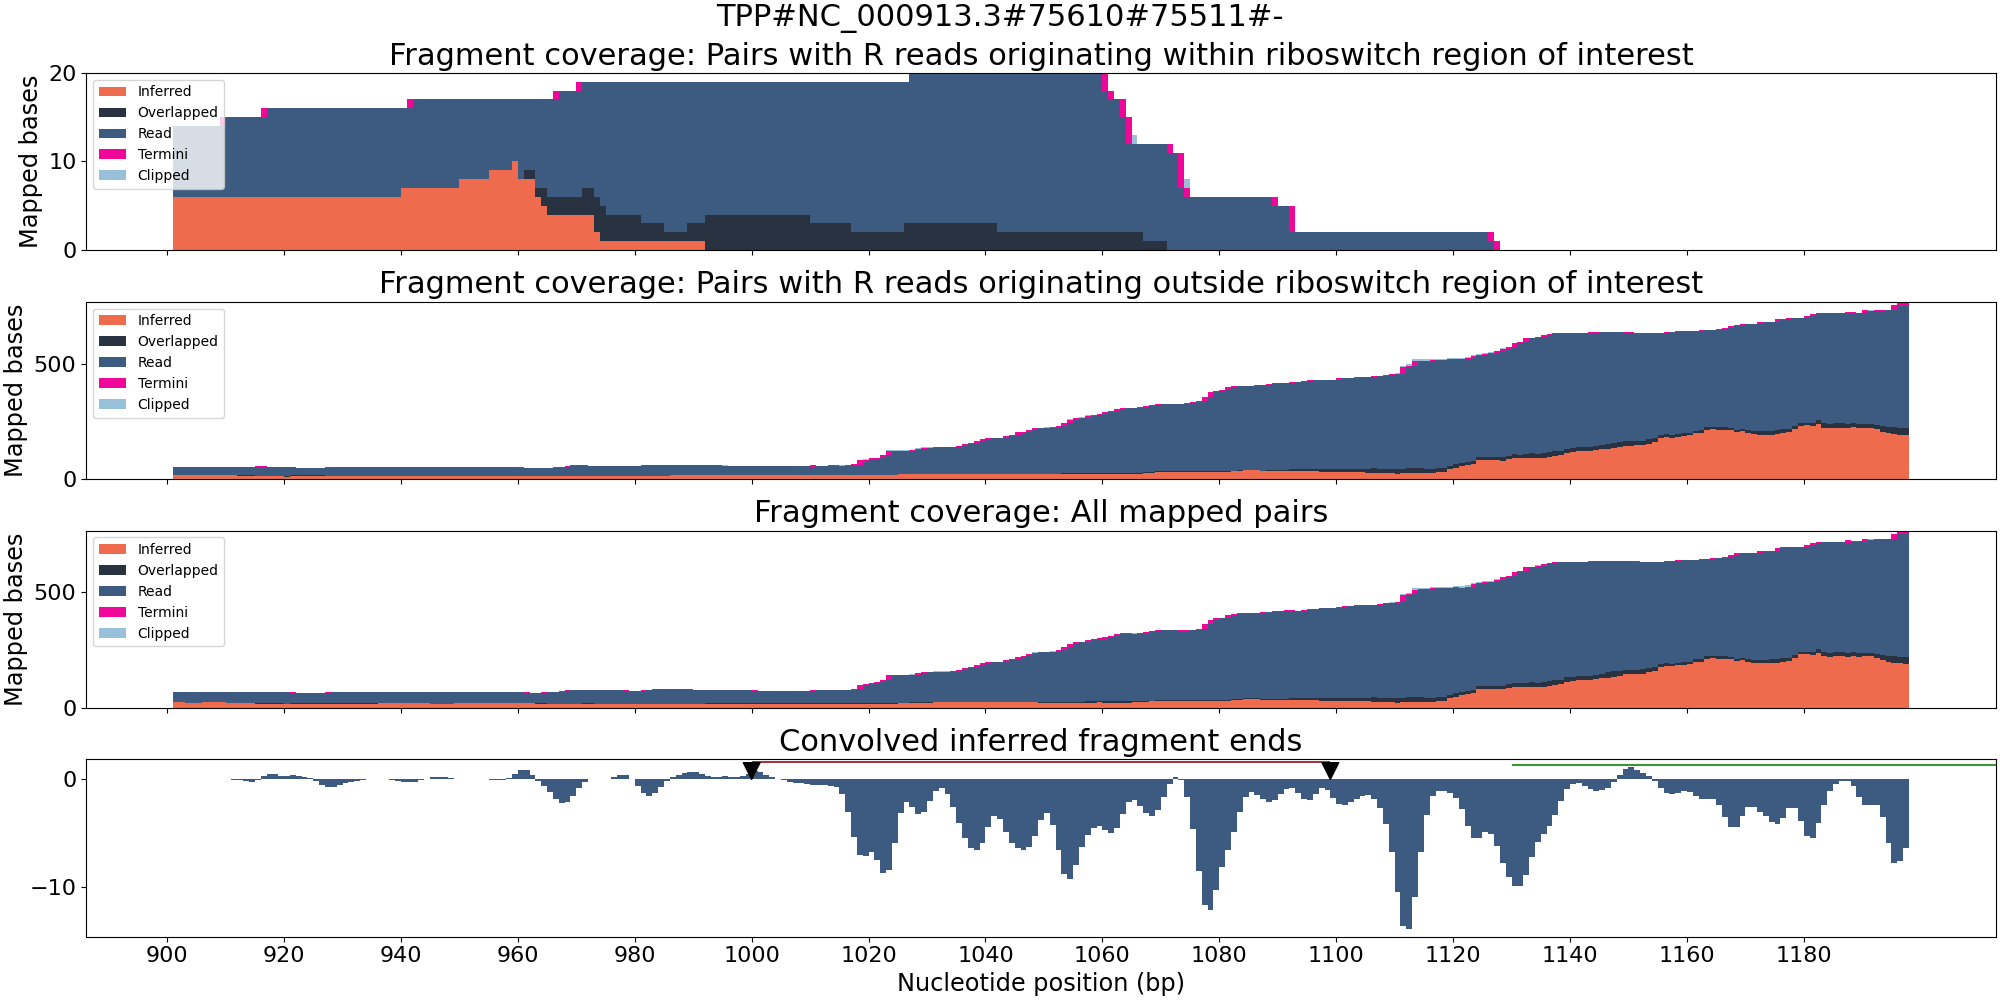 TPP#NC_000913.3#75610#75511#-
Fragment coverage: Pairs with R reads originating within riboswitch region of interest
Mapped bases
20
10
0
Inferred
Overlapped
Read
Termini
Clipped
Fragment coverage: Pairs with R reads originating outside riboswitch region of interest
Mapped bases
500
0
Inferred
Overlapped
Read
Termini
Clipped
Fragment coverage: All mapped pairs
Mapped bases
500
0
Inferred
Overlapped
Read
Termini
Clipped
Convolved inferred fragment ends
0
−10
900 920 940 960 980 1000 1020 1040 1060 1080 1100 1120 1140 1160 1180
Nucleotide position (bp)